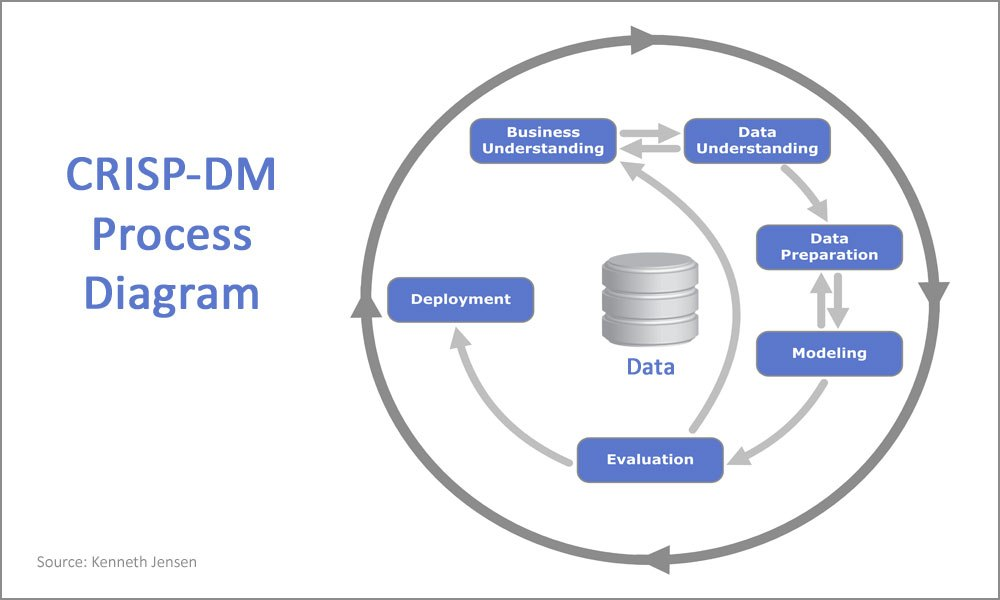 CRISP-DM
Process
Diagram
Business
Understanding
Data
Understanding
Data
Preparation
Modeling
Evaluation
Deployment
Data
Source: Kenneth Jensen